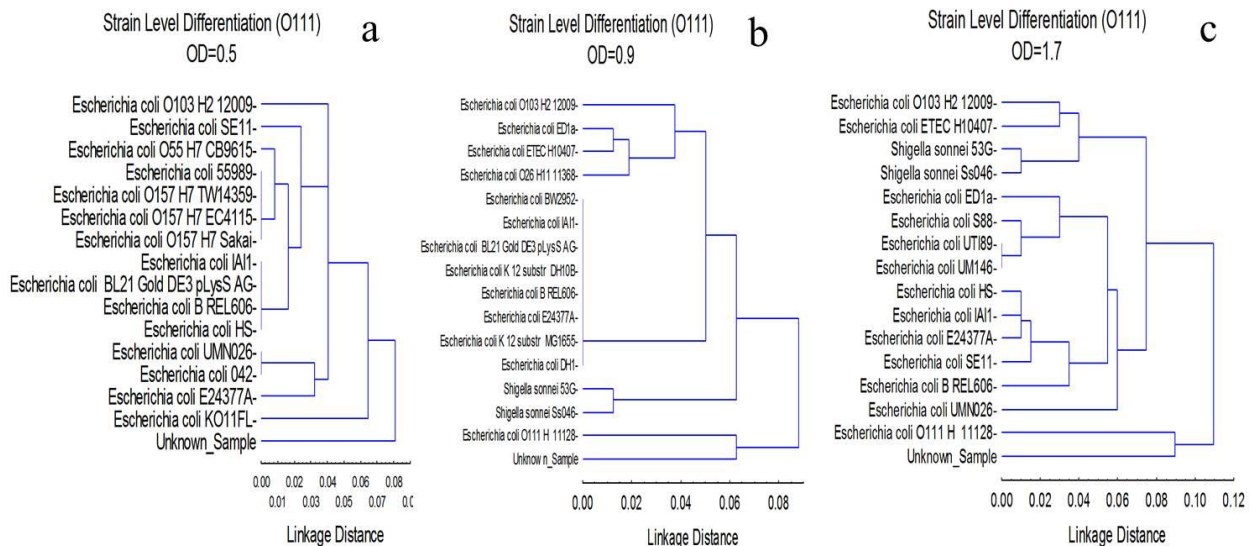 Strain Level Differentiation (O111)
OD=0.5
a
Escherichia coli O103 H2 12009-
Escherichia coli SE11-
Escherichia coli O55 H7 CB9615-
Escherichia coli 55989-
Escherichia coli O157 H7 TW14359-
Escherichia coli O157 H7 EC4115-
Escherichia coli O157 H7 Sakai-
Escherichia coli IAI1-
Escherichia coli BL21 Gold DE3 pLysS AG-
Escherichia coli B REL606-
Escherichia coli HS-
Escherichia coli UMN026-
Escherichia coli 042-
Escherichia coli E24377A-
Escherichia coli KO11FL-
Unknown_Sample
0.00 0.02 0.04 0.06 0.08
0.01 0.03 0.05 0.07 0.0
Linkage Distance
Strain Level Differentiation (O111)
OD=0.9
b
Escherichia coli O103 H2 12009-
Escherichia coli ED1a-
Escherichia coli ETEC H10407-
Escherichia coli O26 H11 11368-
Escherichia coli BW2952-
Escherichia coli IAI1-
Escherichia coli BL21 Gold DE3 pLysS AG-
Escherichia coli K 12 substr DH10B-
Escherichia coli B REL606-
Escherichia coli E24377A-
Escherichia coli K 12 substr MG1655-
Escherichia coli DH1-
Shigella sonnei 53G-
Shigella sonnei Ss046-
Escherichia coli O111 H 11128-
Unknown_Sample
0.00 0.02 0.04 0.06 0.08
Linkage Distance
Strain Level Differentiation (O111)
OD=1.7
c
Escherichia coli O103 H2 12009-
Escherichia coli ETEC H10407-
Shigella sonnei 53G-
Shigella sonnei Ss046-
Escherichia coli ED1a-
Escherichia coli S88-
Escherichia coli UTI89-
Escherichia coli UM146-
Escherichia coli HS-
Escherichia coli IAI1-
Escherichia coli E24377A-
Escherichia coli SE11-
Escherichia coli B REL606-
Escherichia coli UMN026-
Escherichia coli O111 H 11128-
Unknown_Sample
0.00 0.02 0.04 0.06 0.08 0.10 0.12
Linkage Distance